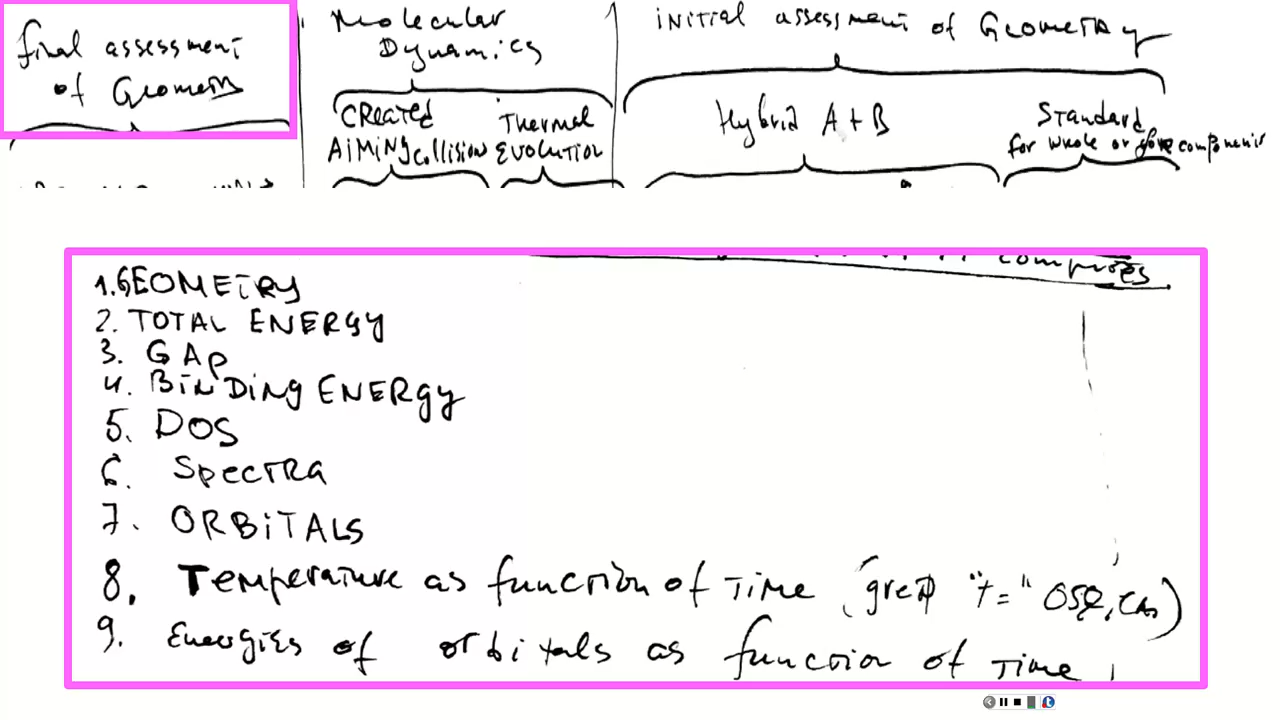 final assessment
of Geometry
Molecular
Dynamics
CREATED
AIMING collision
Thermal
EVOLUTION
INITIAL assessment of GEOMETRY
Hybrid A + B
Standard
for whole or components
1. GEOMETRY
2. TOTAL ENERGY
3. GAP
4. BINDING ENERGY
5. DOS
6. SPECTRA
7. ORBITALS
8. Temperature as function of Time (grep "T="
9. Energies of orbitals as function of Time